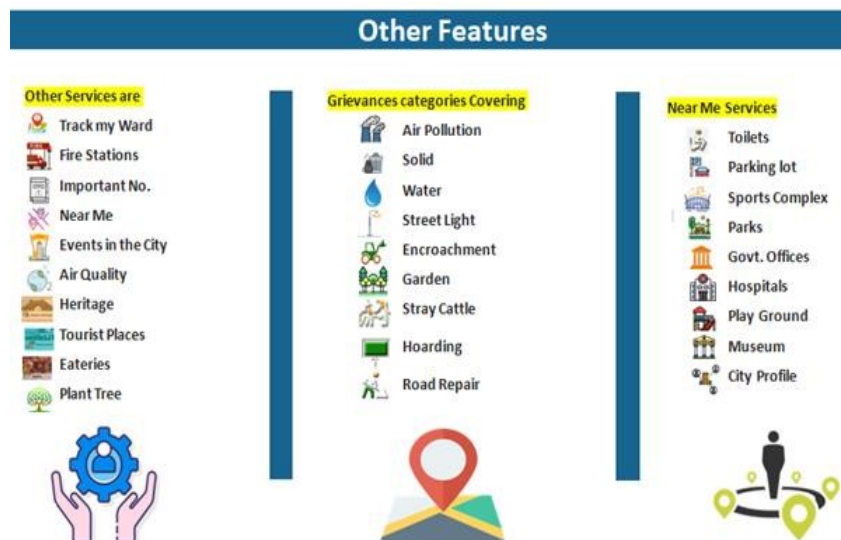 Other Features
Other Services are
Track my Ward
Fire Stations
Important No.
Near Me
Events in the City
Air Quality
Heritage
Tourist Places
Eateries
Plant Tree
Grievances categories Covering
Air Pollution
Solid
Water
Street Light
Encroachment
Garden
Stray Cattle
Hoarding
Road Repair
Near Me Services
Toilets
Parking lot
Sports Complex
Parks
Govt. Offices
Hospitals
Play Ground
Museum
City Profile